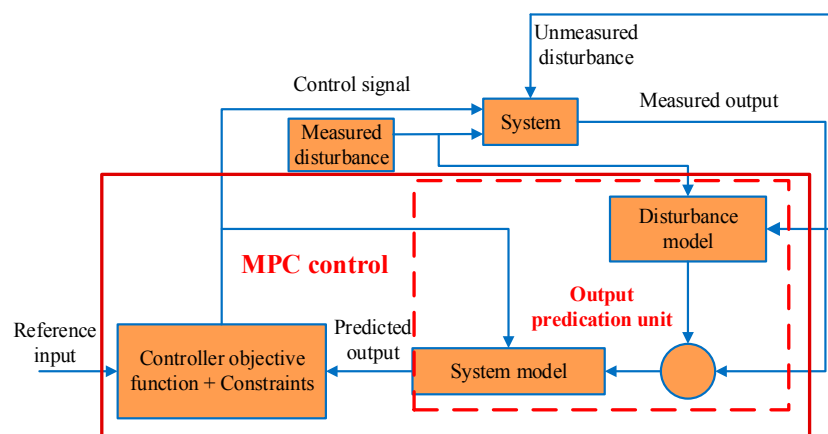 Unmeasured
disturbance
Control signal
Measured output
System
Measured
disturbance
Disturbance
model
MPC control
Output
predication unit
Reference
input
Predicted
output
Controller objective
function + Constraints
System model